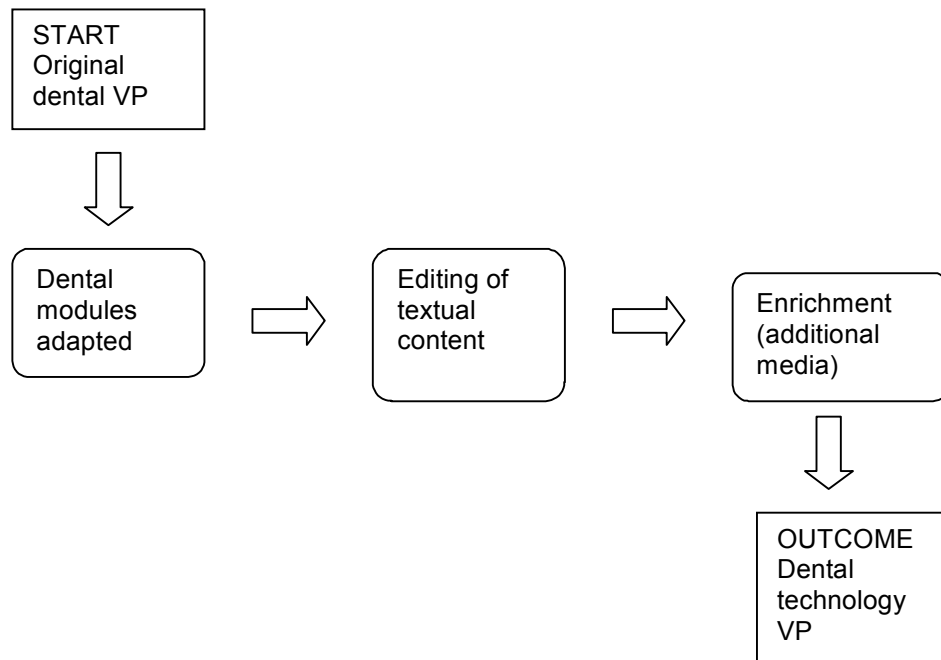 START
Original
dental VP
Dental
modules
adapted
Editing of
textual
content
Enrichment
(additional
media)
OUTCOME
Dental
technology
VP